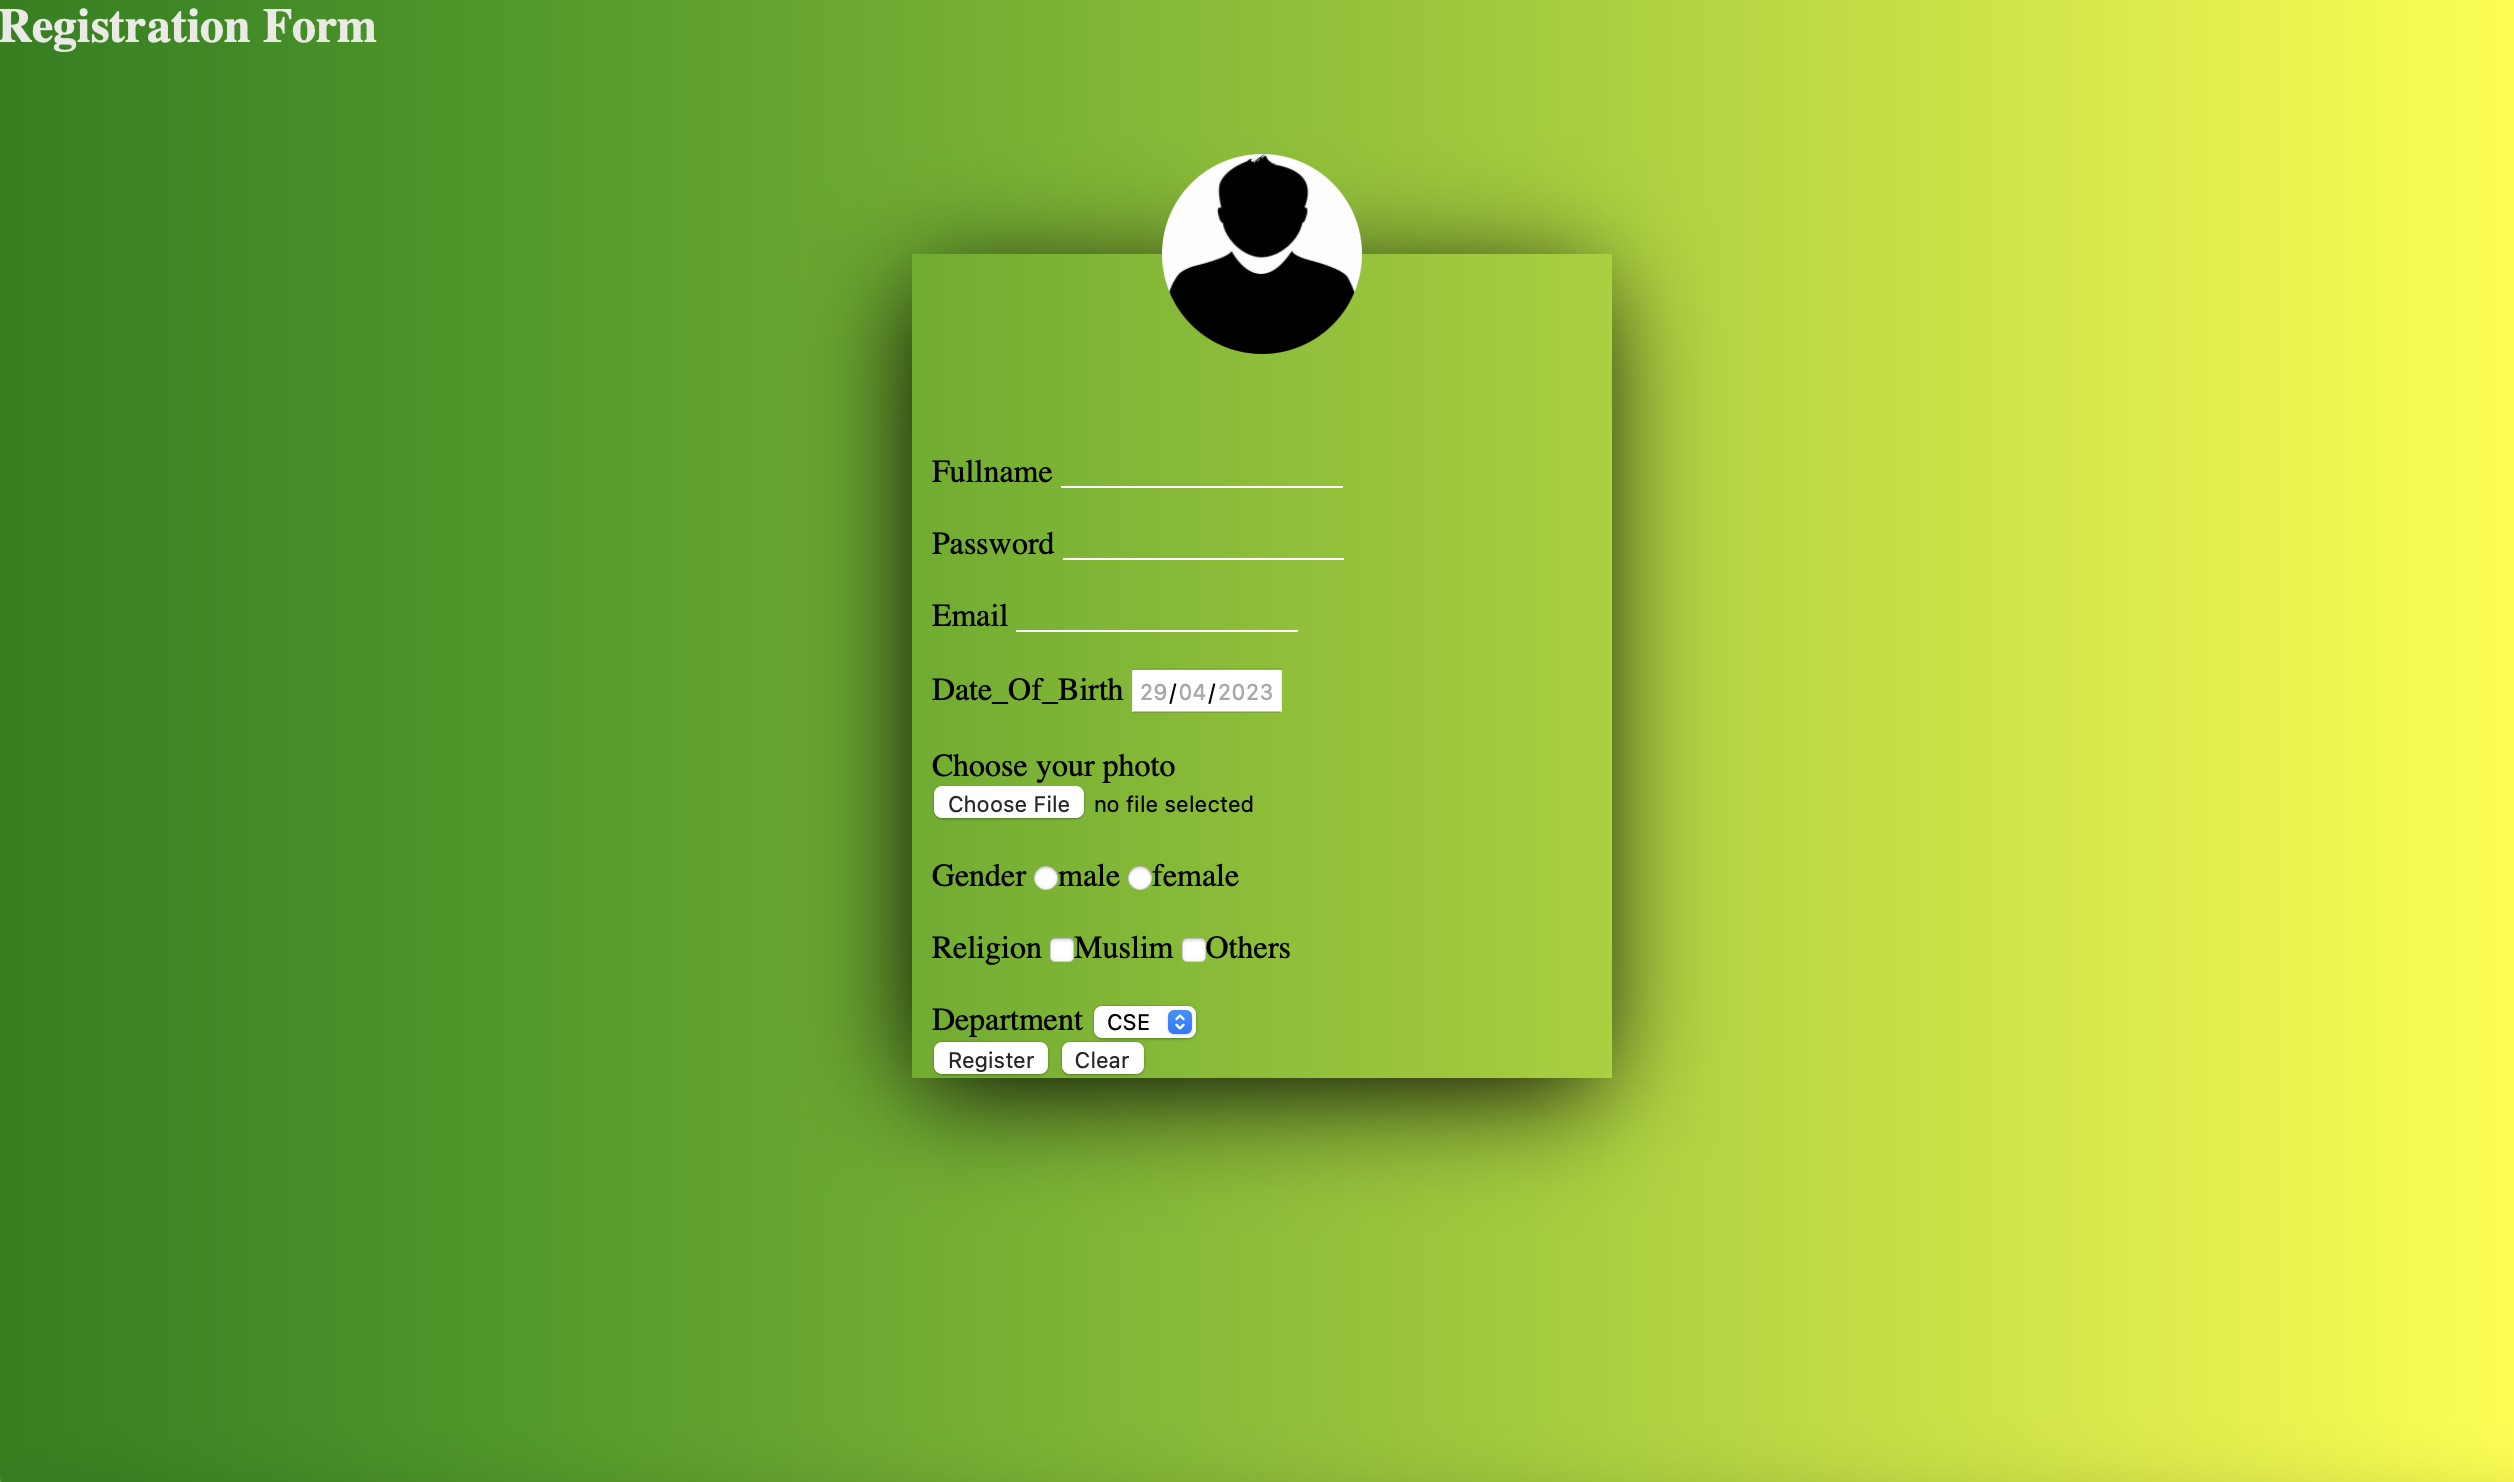 Registration Form
Fullname
Password
Email
Date_Of_Birth 29/04/2023
Choose your photo
Choose File no file selected
Gender male female
Religion Muslim Others
Department CSE
Register Clear